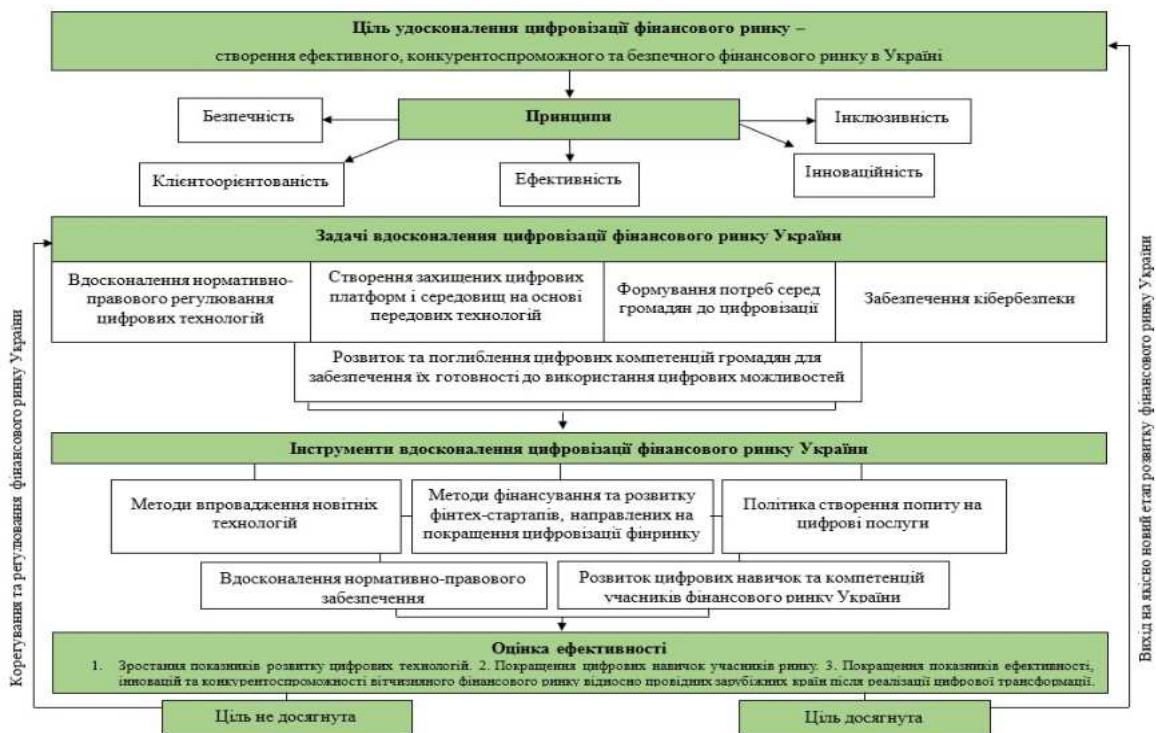 Ціль удосконалення цифровізації фінансового ринку –
створення ефективного, конкурентоспроможного та безпечного фінансового ринку в Україні
Принципи
Безпечність
Інклюзивність
Клієнтоорієнтованість
Ефективність
Інноваційність
Задачі вдосконалення цифровізації фінансового ринку України
Вдосконалення нормативно-
правового регулювання
цифрових технологій
Створення захищених цифрових
платформ і середовищ на основі
передових технологій
Формування потреб серед
громадян до цифровізації
Забезпечення кібербезпеки
Розвиток та поглиблення цифрових компетенцій громадян для
забезпечення їх готовності до використання цифрових можливостей
Інструменти вдосконалення цифровізації фінансового ринку України
Методи впровадження новітніх
технологій
Методи фінансування та розвитку
фінтех-стартапів, направлених на
покращення цифровізації фінринку
Політика створення попиту на
цифрові послуги
Вдосконалення нормативно-правового
забезпечення
Розвиток цифрових навичок та компетенцій
учасників фінансового ринку України
Оцінка ефективності
1. Зростання показників розвитку цифрових технологій. 2. Покращення цифрових навичок учасників ринку. 3. Покращення показників ефективності,
інновацій та конкурентоспроможності вітчизняного фінансового ринку відносно провідних зарубіжних країн після реалізації цифрової трансформації.
Ціль не досягнута
Ціль досягнута
Корегування та регулювання фінансового ринку України
Вихід на якісно новий етап розвитку фінансового ринку України